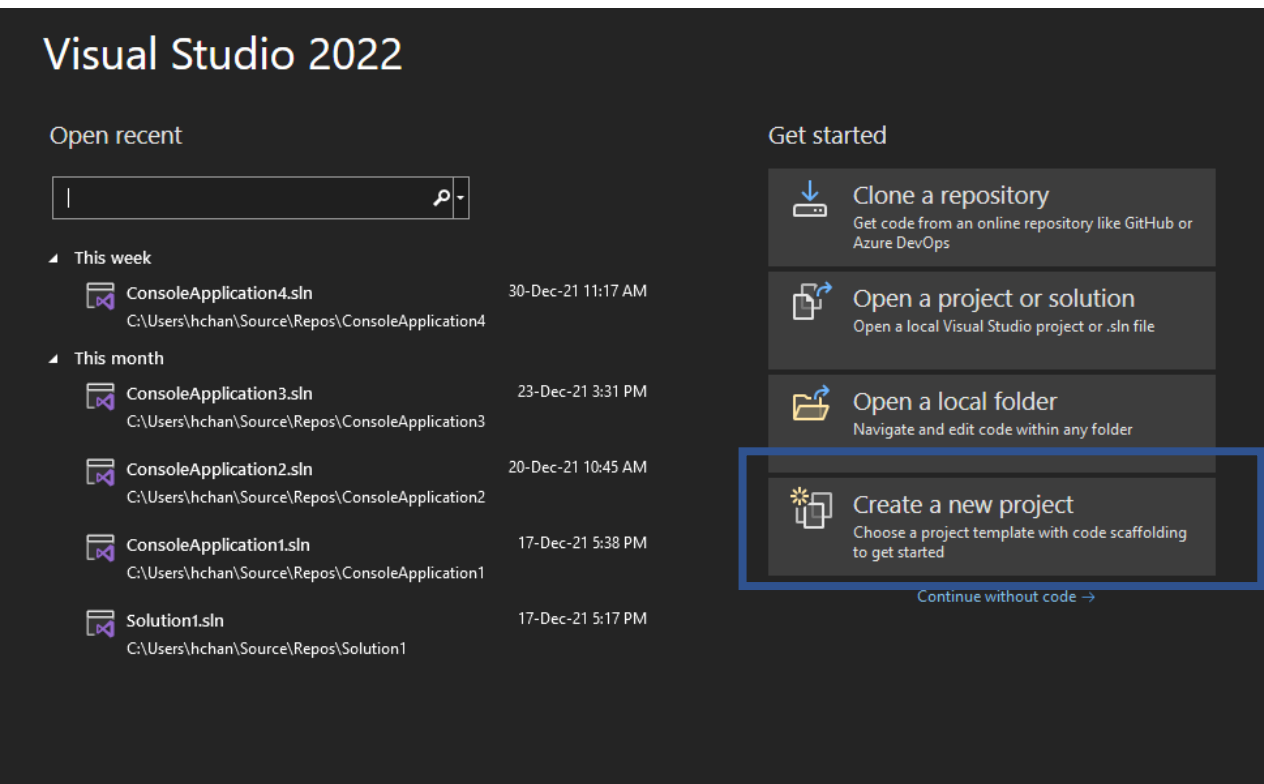 Visual Studio 2022
Open recent
This week
ConsoleApplication4.sln
30-Dec-21 11:17 AM
C:\Users\hchan\Source\Repos\ConsoleApplication4
This month
ConsoleApplication3.sln
23-Dec-21 3:31 PM
C:\Users\hchan\Source\Repos\ConsoleApplication3
ConsoleApplication2.sln
20-Dec-21 10:45 AM
C:\Users\hchan\Source\Repos\ConsoleApplication2
ConsoleApplication1.sln
17-Dec-21 5:38 PM
C:\Users\hchan\Source\Repos\ConsoleApplication1
Solution1.sln
17-Dec-21 5:17 PM
C:\Users\hchan\Source\Repos\Solution1
Get started
Clone a repository
Get code from an online repository like GitHub or
Azure DevOps
Open a project or solution
Open a local Visual Studio project or .sln file
Open a local folder
Navigate and edit code within any folder
Create a new project
Choose a project template with code scaffolding
to get started
Continue without code →